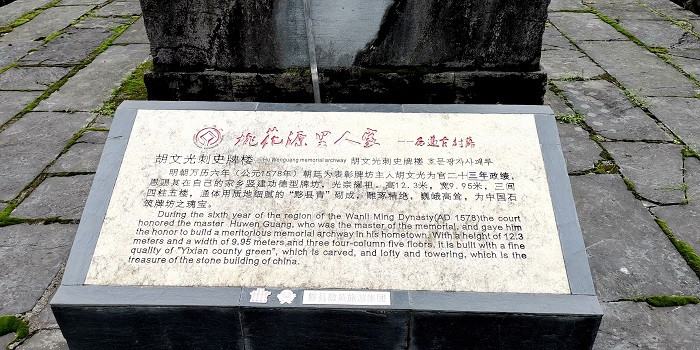 桃花源里人家 —— 西递古村落
胡文光刺史牌楼 Hu Wenguang memorial archway 胡文光刺史牌楼 호문광자사패루
明朝万历六年（公元1578年）朝廷为表彰牌坊主人胡文光为官二十三年政绩，
恩赐其在自己的家乡竖建功德型牌坊，光宗耀祖。高12.3米，宽9.95米，三间
四柱五楼，通体用质地细腻的“黟县青”砌成，雕琢精绝，巍峨高耸，为中国石
筑牌坊之瑰宝。
During the sixth year of the region of the Wanli Ming Dynasty(AD 1578)the court
honored the master Huwen Guang, who was the master of the memorial, and gave him
the honor to build a meritorious memorial archway in his hometown. With a height of 12.3
meters and a width of 9.95 meters and three four-column five floors, it is built with a fine
quality of "Yixian county green", which is carved, and lofty and towering, which is the
treasure of the stone building of china.